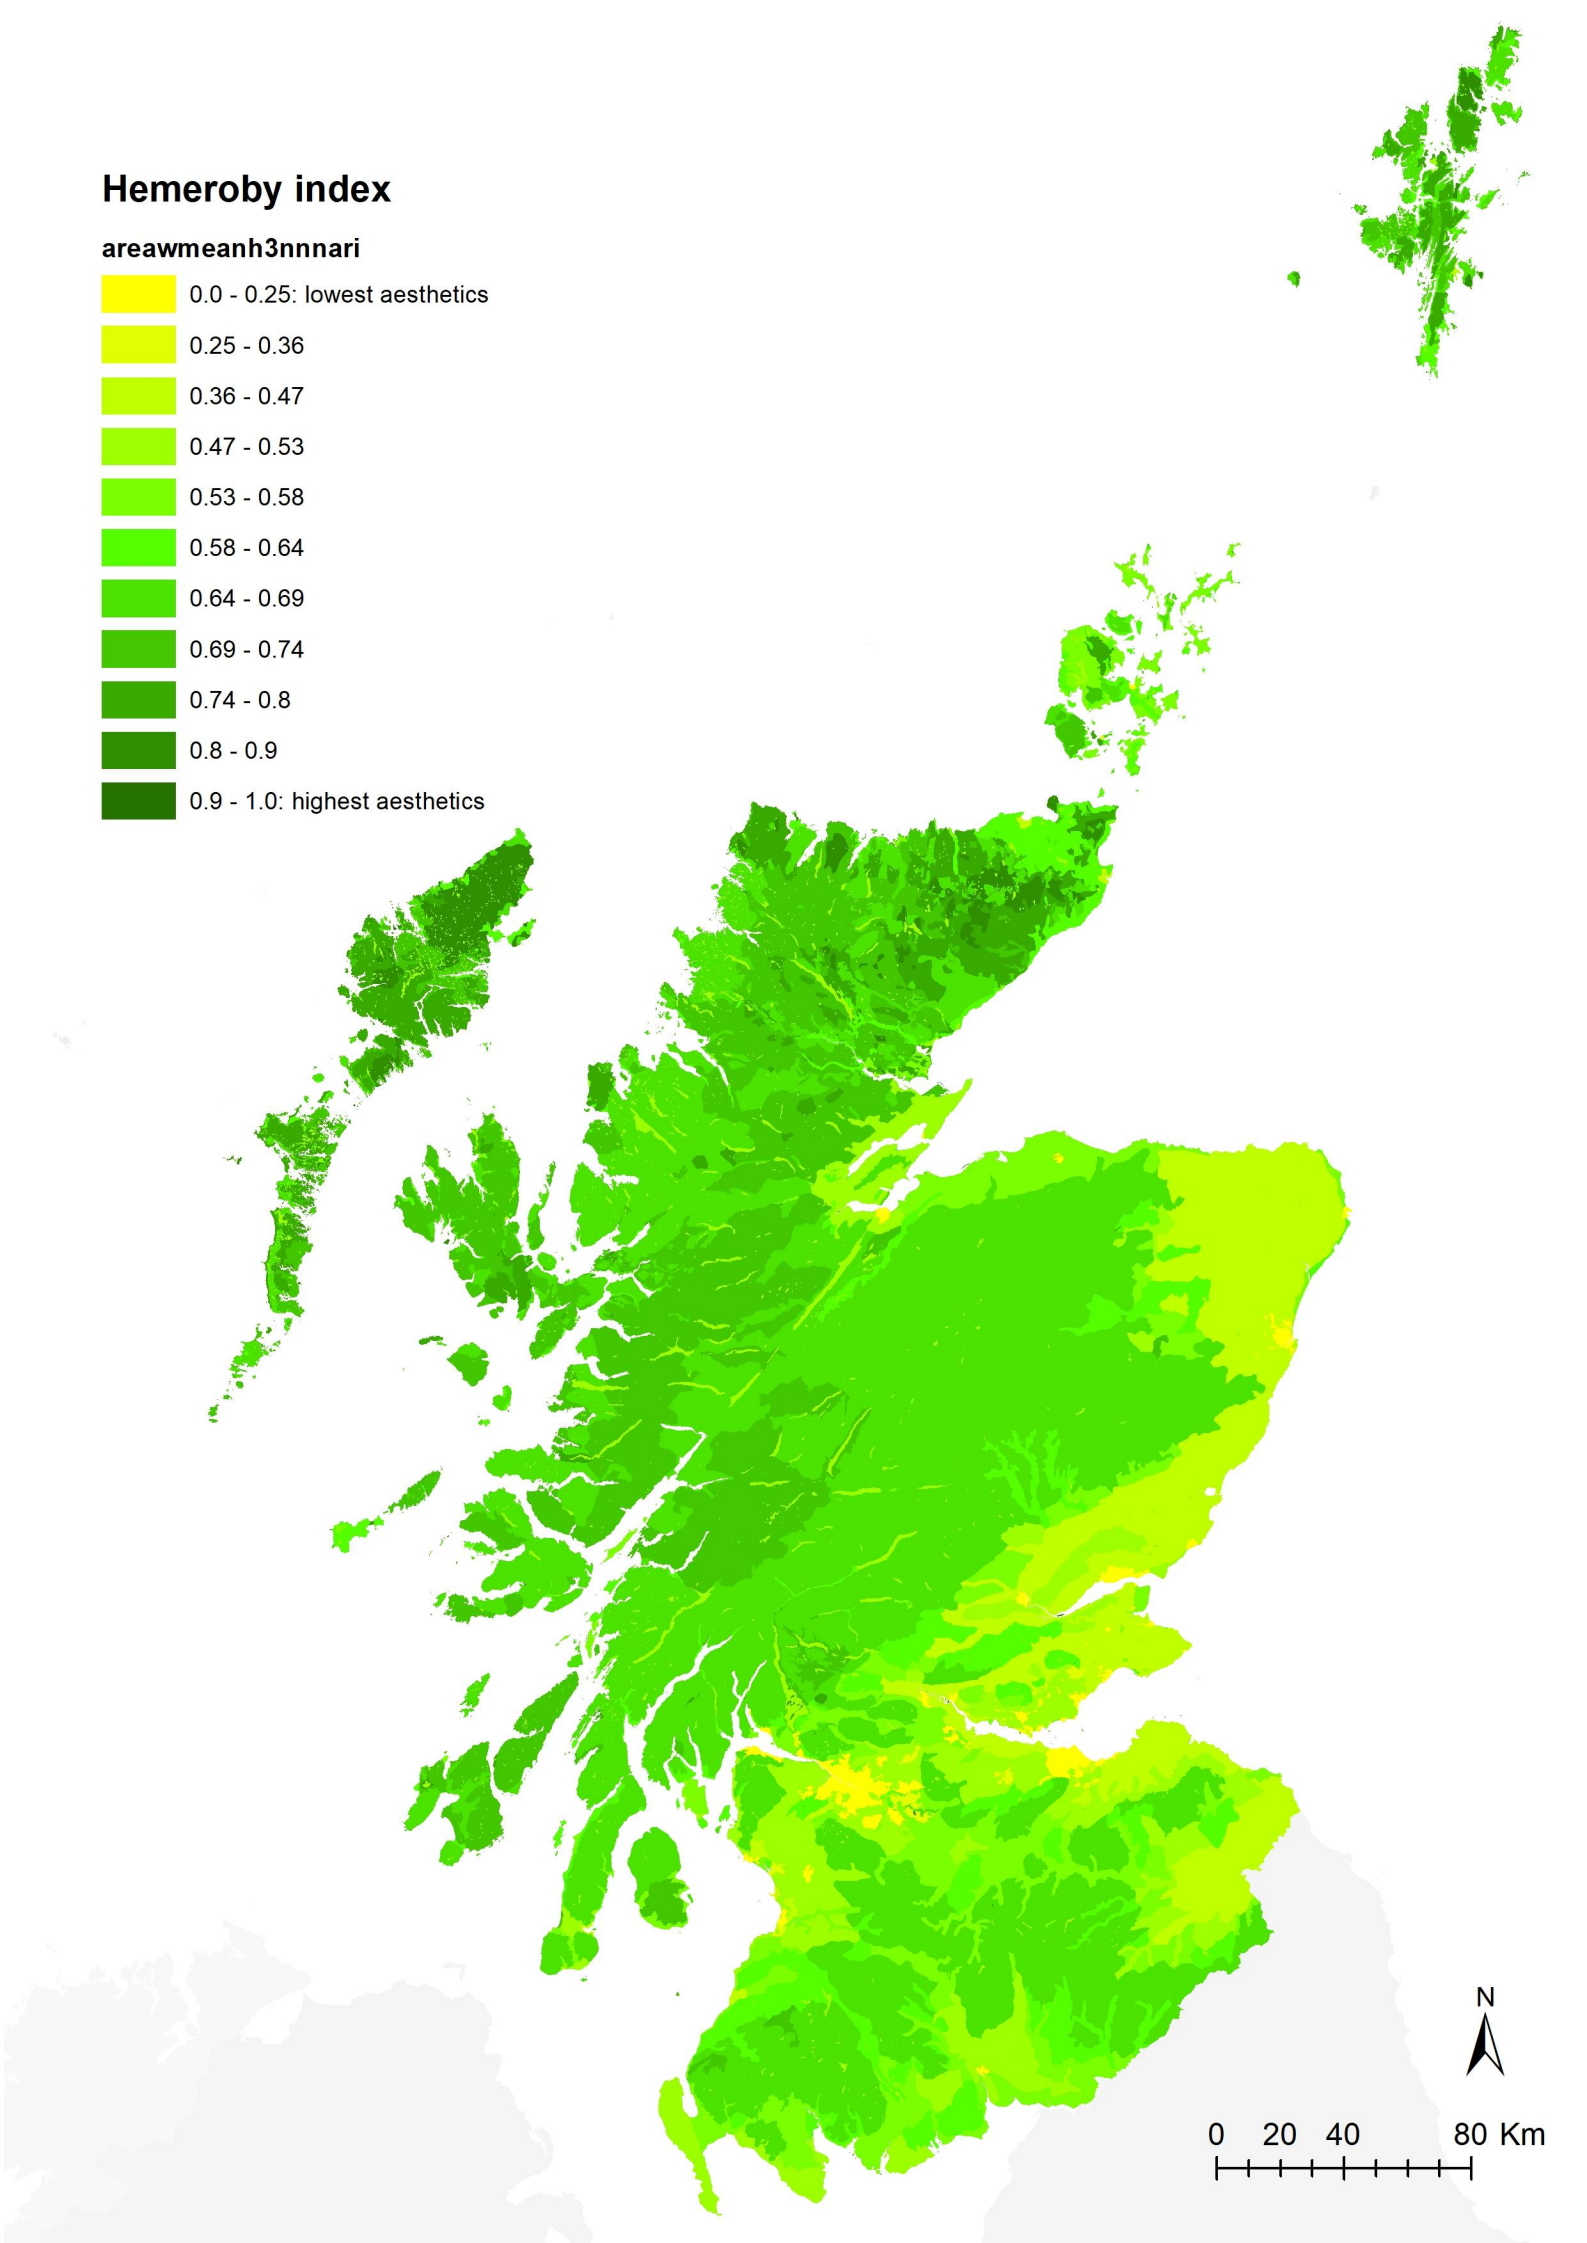 Hemeroby index
areawmeanh3nnnari
0.0 - 0.25: lowest aesthetics
0.25 - 0.36
0.36 - 0.47
0.47 - 0.53
0.53 - 0.58
0.58 - 0.64
0.64 - 0.69
0.69 - 0.74
0.74 - 0.8
0.8 - 0.9
0.9 - 1.0: highest aesthetics
N
0 20 40 80 Km